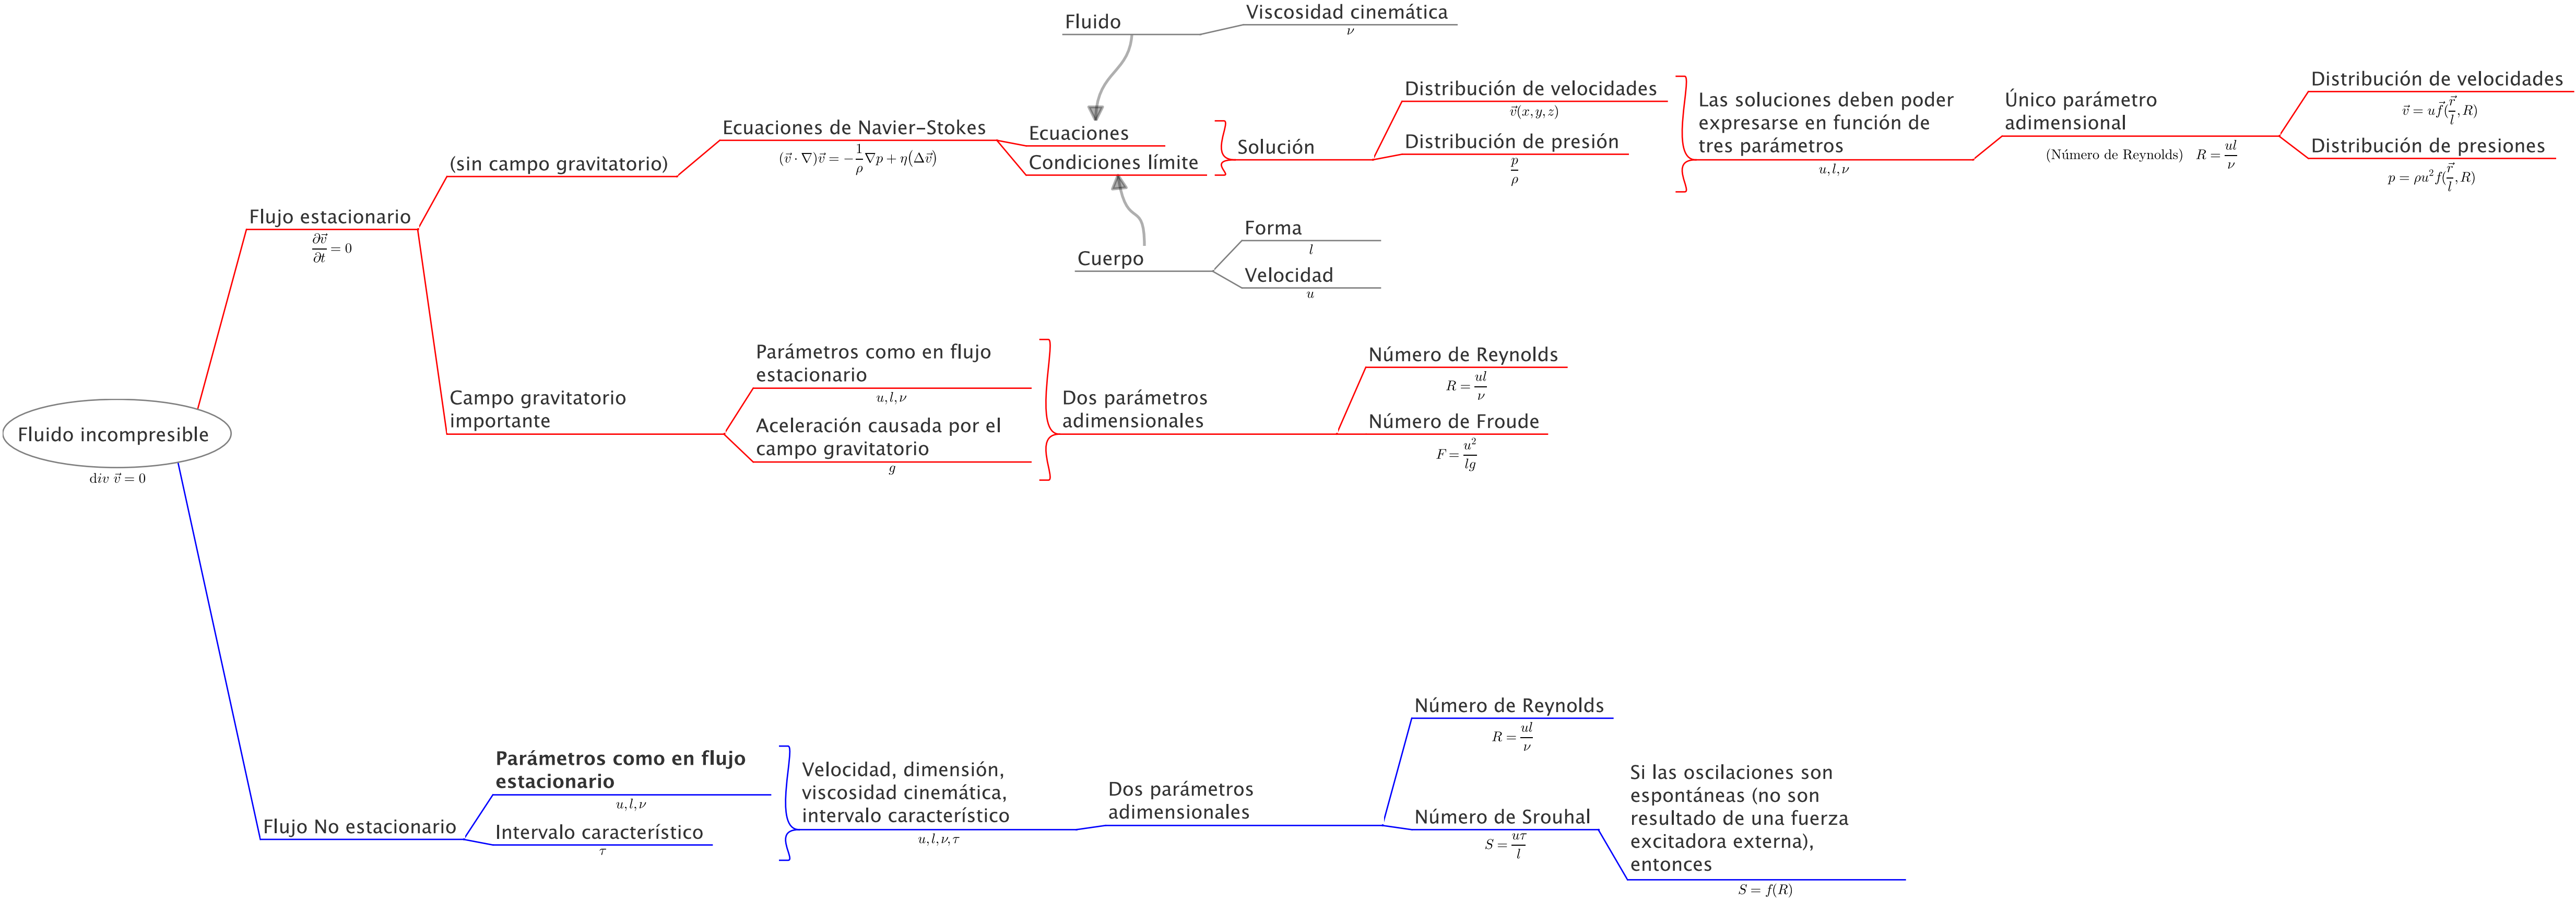 Fluido incompresible
div v⃗ = 0
Flujo estacionario
∂v⃗/∂t = 0
(sin campo gravitatorio)
Ecuaciones de Navier-Stokes
(v⃗ · ∇)v⃗ = −1/ρ ∇p + η(Δv⃗)
Fluido
Viscosidad cinemática
ν
Ecuaciones
Condiciones límite
Cuerpo
Forma
l
Velocidad
u
Solución
Distribución de velocidades
v⃗(x, y, z)
Distribución de presión
p/ρ
Las soluciones deben poder
expresarse en función de
tres parámetros
u, l, ν
Único parámetro
adimensional
(Número de Reynolds) R = ul/ν
Distribución de velocidades
v⃗ = uf⃗(r⃗/l, R)
Distribución de presiones
p = ρu²f(r⃗/l, R)
Campo gravitatorio
importante
Parámetros como en flujo
estacionario
u, l, ν
Aceleración causada por el
campo gravitatorio
g
Dos parámetros
adimensionales
Número de Reynolds
R = ul/ν
Número de Froude
F = u²/lg
Flujo No estacionario
Parámetros como en flujo
estacionario
u, l, ν
Intervalo característico
τ
Velocidad, dimensión,
viscosidad cinemática,
intervalo característico
u, l, ν, τ
Dos parámetros
adimensionales
Número de Reynolds
R = ul/ν
Número de Srouhal
S = uτ/l
Si las oscilaciones son
espontáneas (no son
resultado de una fuerza
excitadora externa),
entonces
S = f(R)